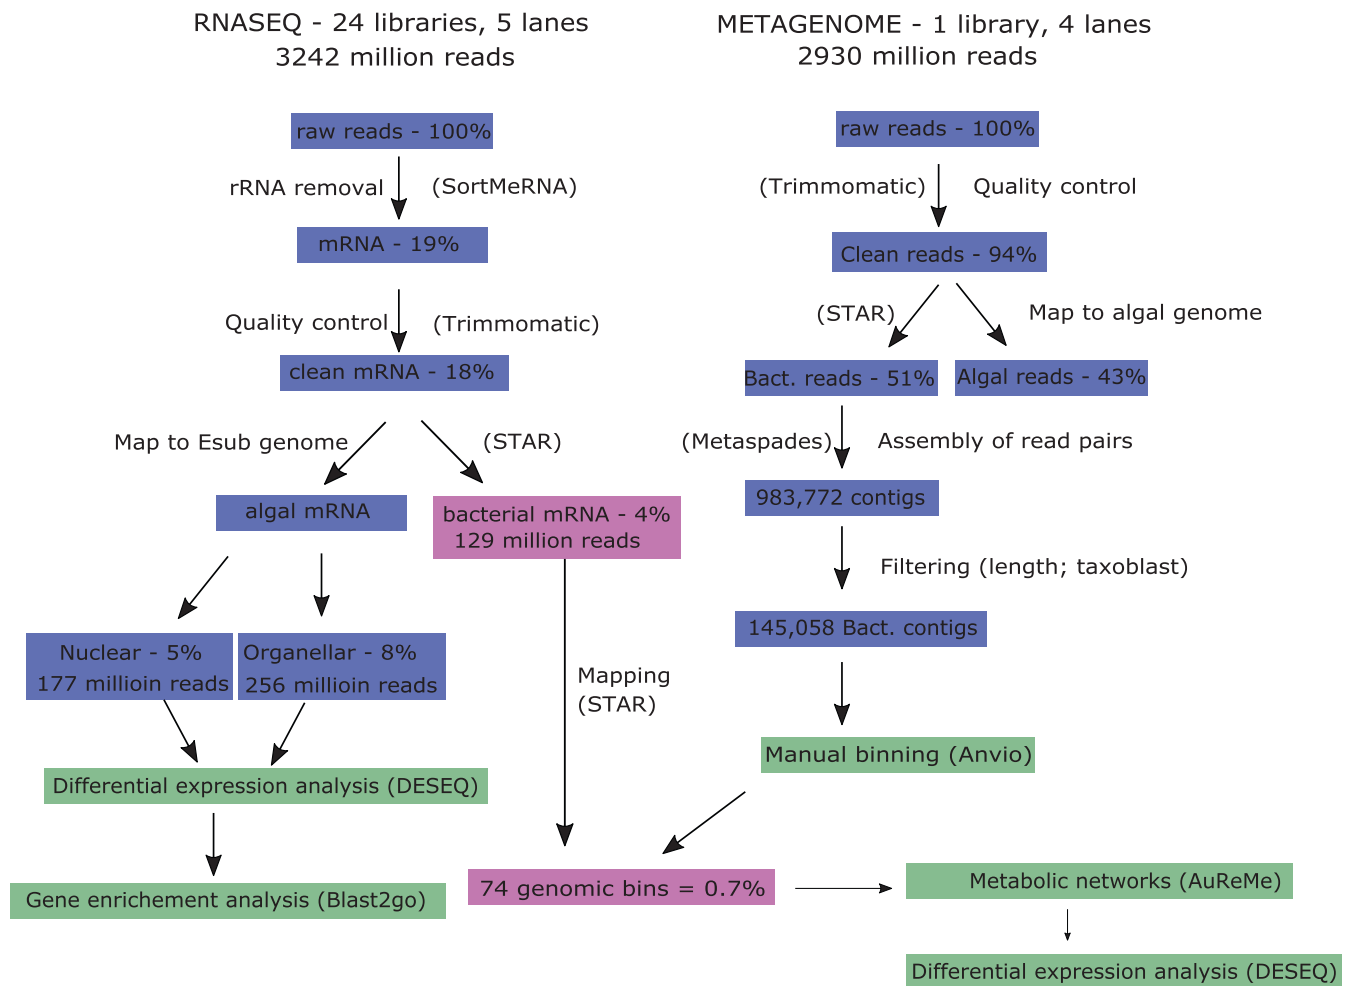 RNASEQ - 24 libraries, 5 lanes
3242 million reads
raw reads - 100%
rRNA removal
(SortMeRNA)
mRNA - 19%
Quality control
(Trimmomatic)
clean mRNA - 18%
Map to Esub genome
(STAR)
algal mRNA
bacterial mRNA - 4%
129 million reads
Nuclear - 5%
177 millioin reads
Organellar - 8%
256 millioin reads
Mapping
(STAR)
Differential expression analysis (DESEQ)
Gene enrichement analysis (Blast2go)
METAGENOME - 1 library, 4 lanes
2930 million reads
raw reads - 100%
(Trimmomatic)
Quality control
Clean reads - 94%
(STAR)
Map to algal genome
Bact. reads - 51%
Algal reads - 43%
(Metaspades)
Assembly of read pairs
983,772 contigs
Filtering (length; taxoblast)
145,058 Bact. contigs
Manual binning (Anvio)
74 genomic bins = 0.7%
Metabolic networks (AuReMe)
Differential expression analysis (DESEQ)